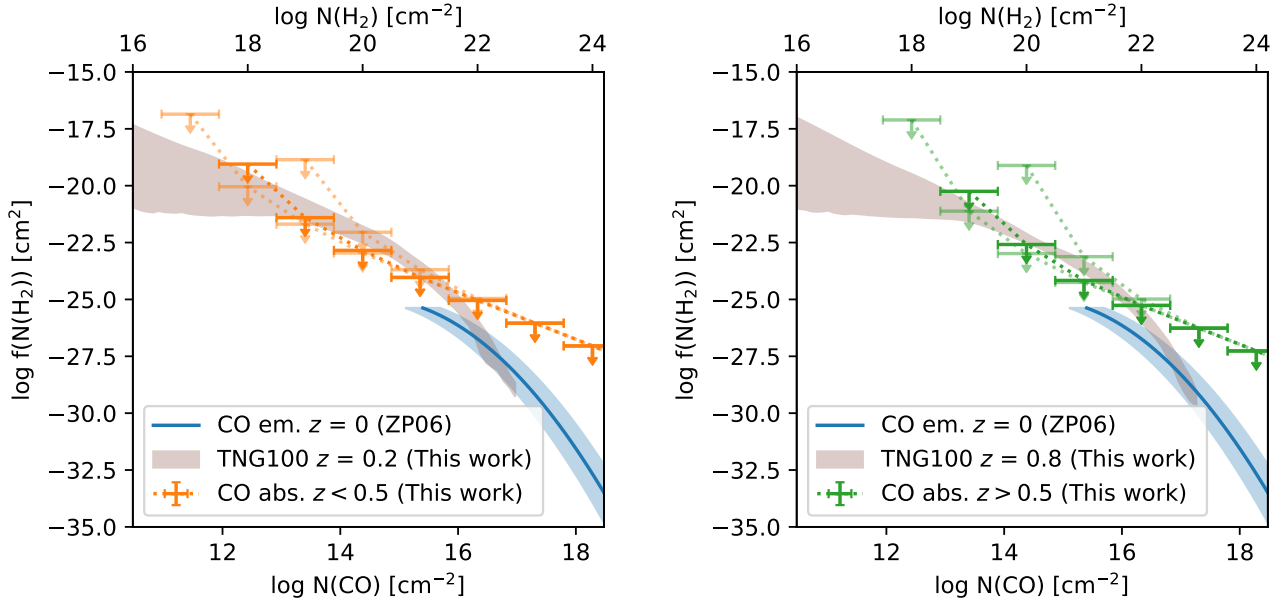 log N(H₂) [cm⁻²]
16 18 20 22 24
−15.0
−17.5
−20.0
−22.5
−25.0
−27.5
−30.0
−32.5
−35.0
log f(N(H₂)) [cm²]
CO em. z = 0 (ZP06)
TNG100 z = 0.2 (This work)
CO abs. z < 0.5 (This work)
12 14 16 18
log N(CO) [cm⁻²]
log N(H₂) [cm⁻²]
16 18 20 22 24
−15.0
−17.5
−20.0
−22.5
−25.0
−27.5
−30.0
−32.5
−35.0
log f(N(H₂)) [cm²]
CO em. z = 0 (ZP06)
TNG100 z = 0.8 (This work)
CO abs. z > 0.5 (This work)
12 14 16 18
log N(CO) [cm⁻²]